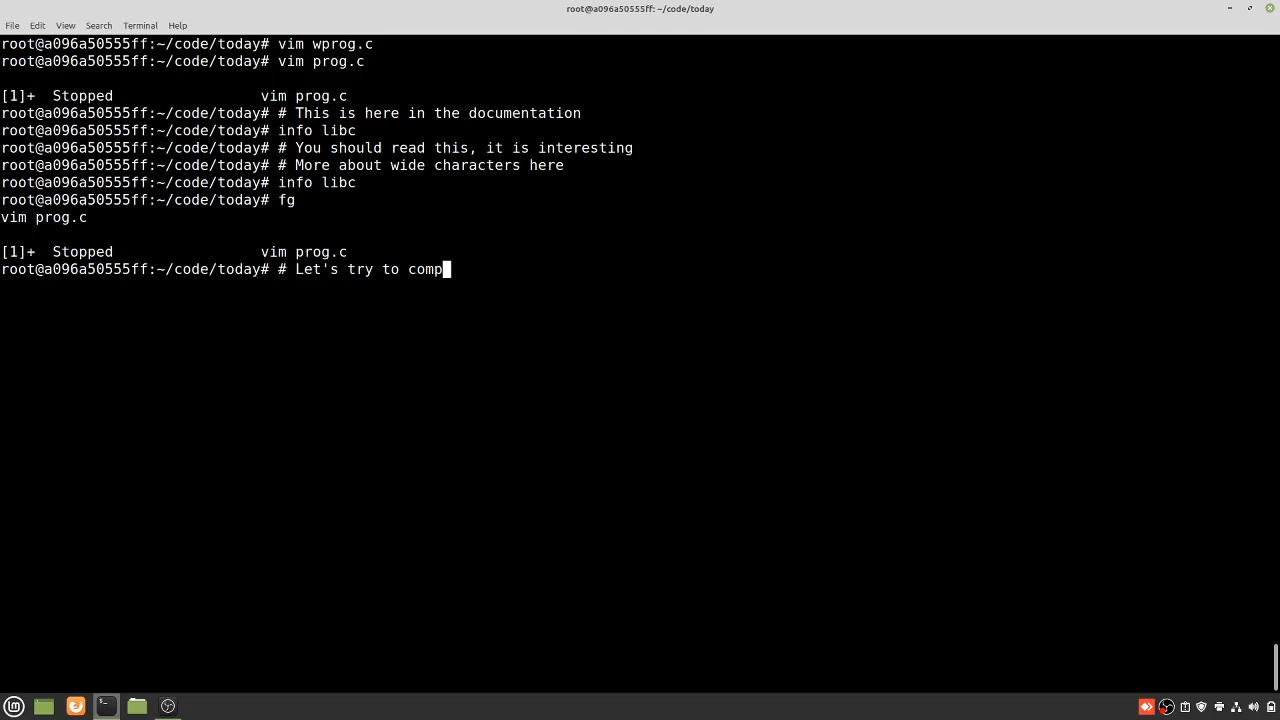 root@a096a50555ff: ~/code/today
File Edit View Search Terminal Help
root@a096a50555ff:~/code/today# vim wprog.c
root@a096a50555ff:~/code/today# vim prog.c
[1]+  Stopped                 vim prog.c
root@a096a50555ff:~/code/today# # This is here in the documentation
root@a096a50555ff:~/code/today# info libc
root@a096a50555ff:~/code/today# # You should read this, it is interesting
root@a096a50555ff:~/code/today# # More about wide characters here
root@a096a50555ff:~/code/today# info libc
root@a096a50555ff:~/code/today# fg
vim prog.c
[1]+  Stopped                 vim prog.c
root@a096a50555ff:~/code/today# # Let's try to comp